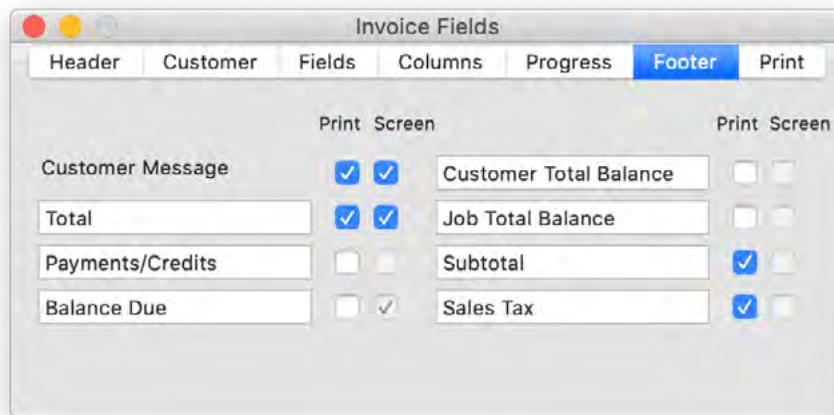 Invoice Fields
Header Customer Fields Columns Progress Footer Print
Print Screen Print Screen
Customer Message Customer Total Balance
Total Job Total Balance
Payments/Credits Subtotal
Balance Due Sales Tax